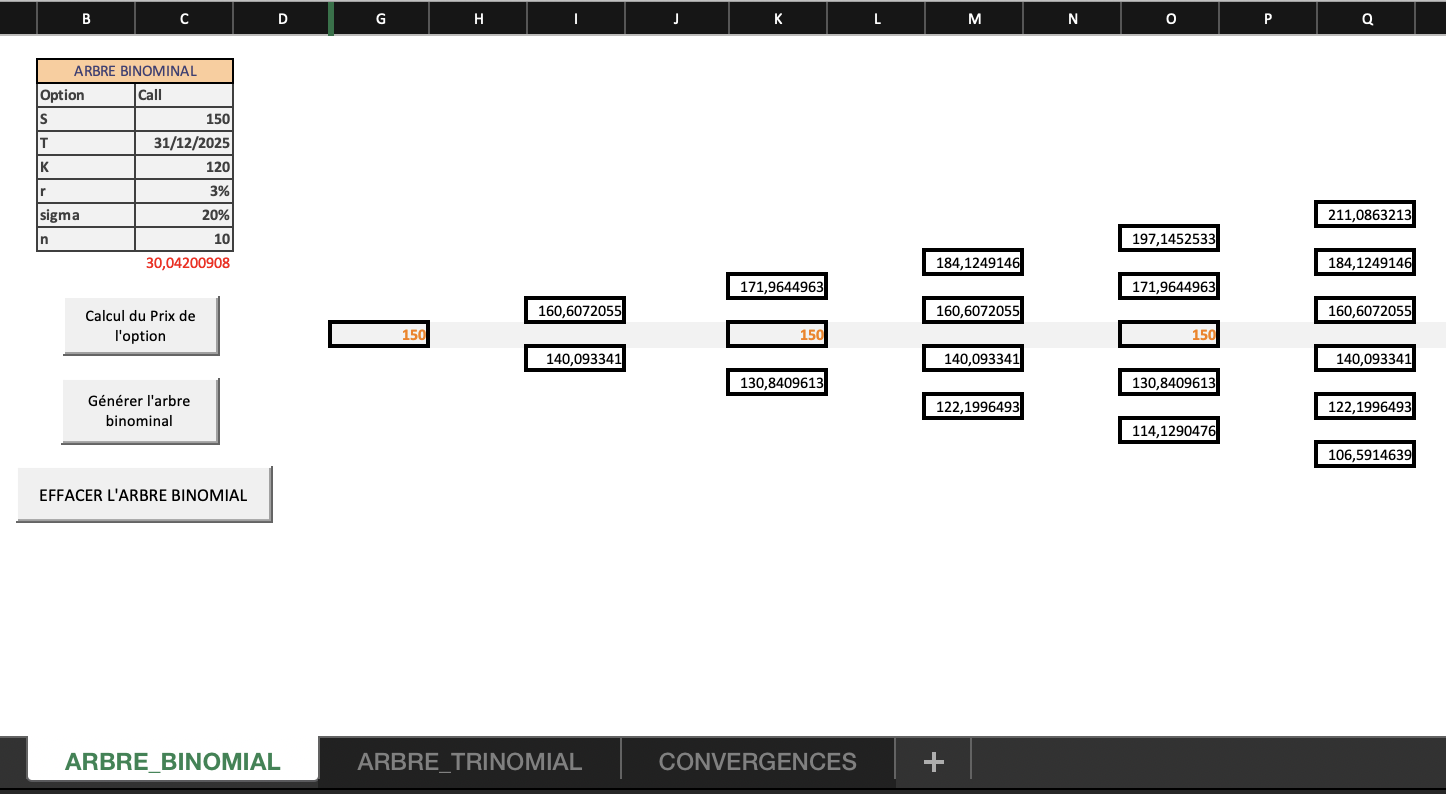 B C D G H I J K L M N O P Q
ARBRE BINOMINAL
Option Call
S 150
T 31/12/2025
K 120
r 3%
sigma 20%
n 10
30,04200908
Calcul du Prix de
l'option
Générer l'arbre
binominal
EFFACER L'ARBRE BINOMIAL
211,0863213
197,1452533
184,1249146 184,1249146
171,9644963 171,9644963
160,6072055 160,6072055 160,6072055
150 150 150
140,093341 140,093341 140,093341
130,8409613 130,8409613
122,1996493 122,1996493
114,1290476
106,5914639
ARBRE_BINOMIAL ARBRE_TRINOMIAL CONVERGENCES +